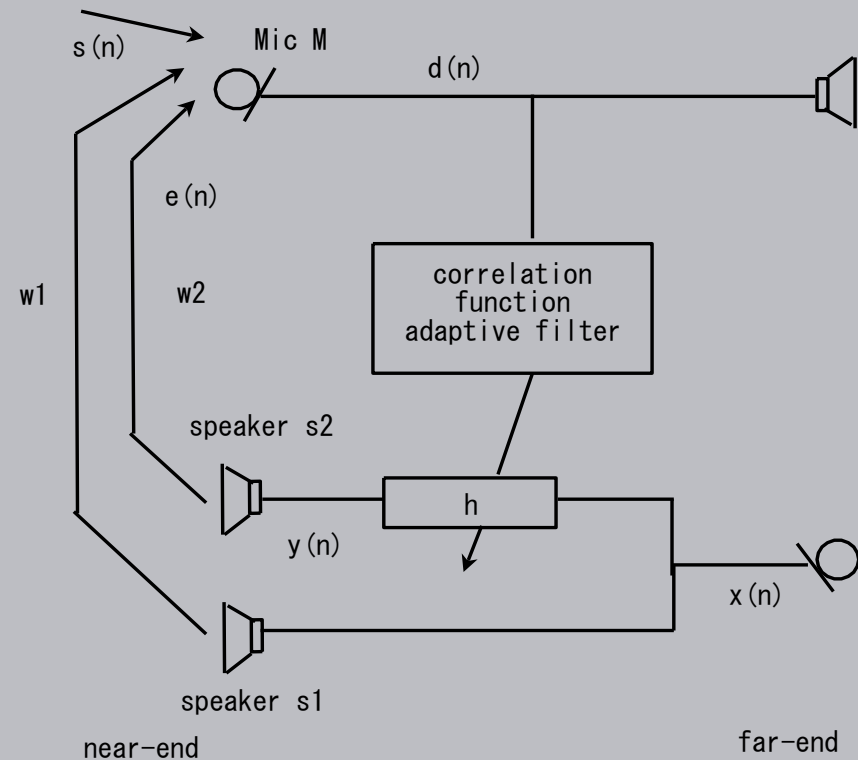 s(n)
Mic M
d(n)
e(n)
w1
w2
correlation
function
adaptive filter
speaker s2
h
y(n)
x(n)
speaker s1
near-end
far-end